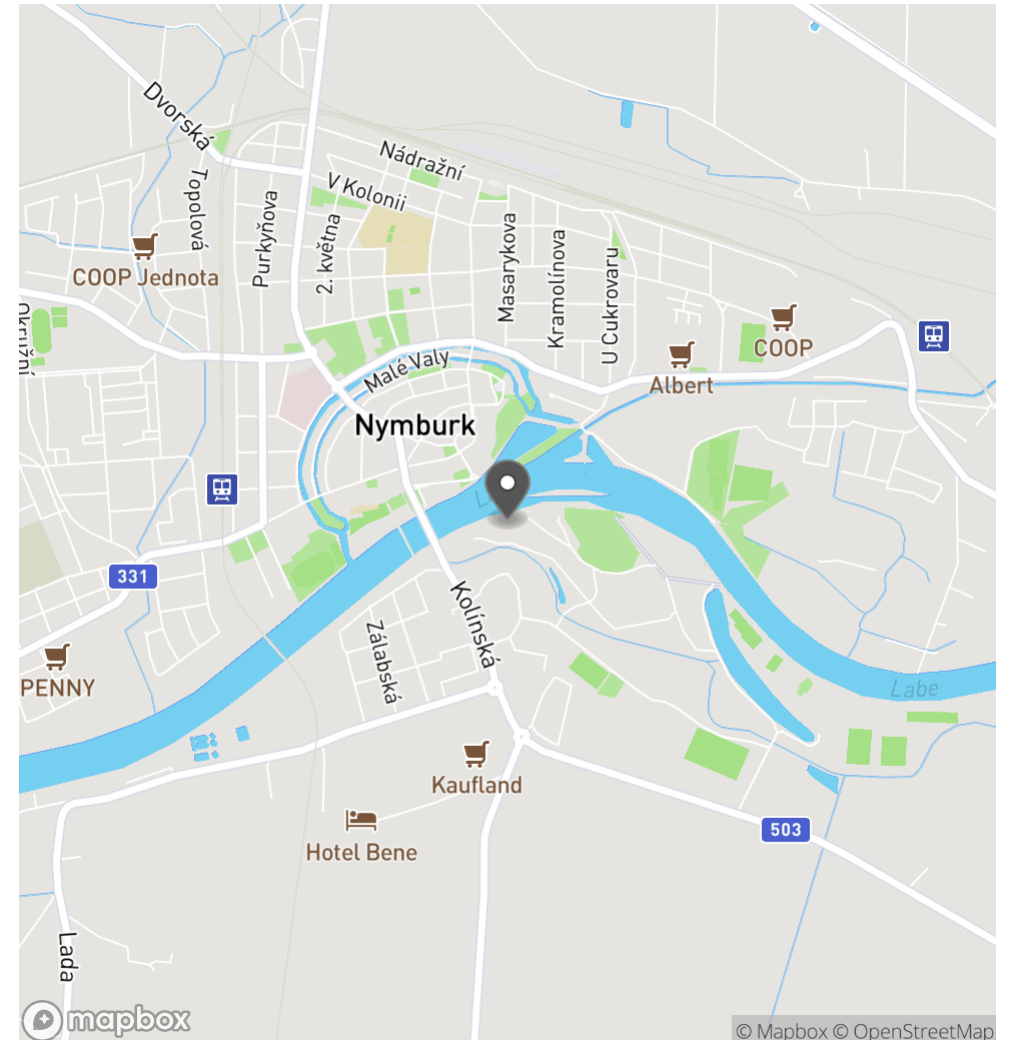 Dvorská
Nádražní
V Kolonii
Topolová
Purkyňova
2. května
Masarykova
Kramolínova
U Cukrovaru
COOP Jednota
Okružní
COOP
Albert
Malé Valy
Nymburk
331
Kolínská
Zálabská
PENNY
Labe
Kaufland
503
Hotel Bene
Lada
mapbox
© Mapbox © OpenStreetMap